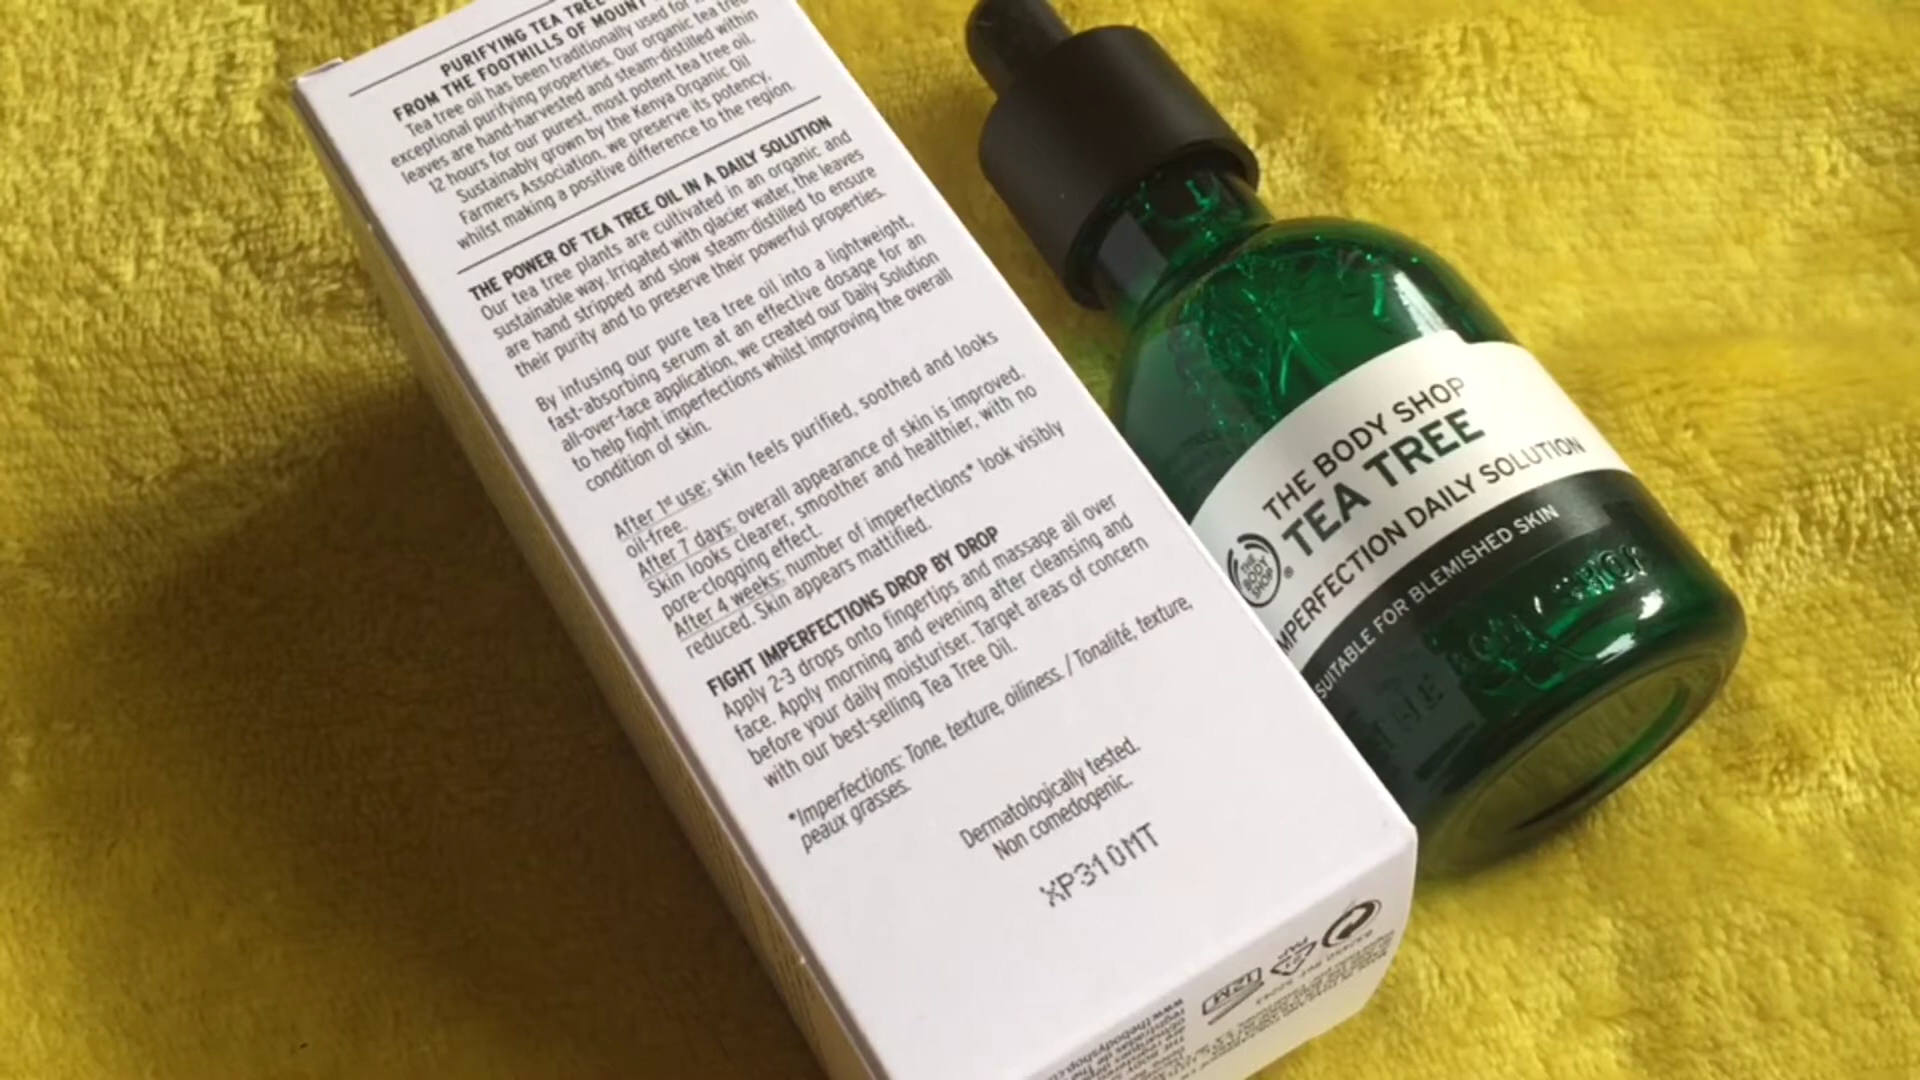 PURIFYING TEA TREE
FROM THE FOOTHILLS OF MOUNT
Tea tree oil has been traditionally used for
exceptional purifying properties. Our organic tea tree
leaves are hand-harvested and steam-distilled within
12 hours for our purest, most potent tea tree oil.
Sustainably grown by the Kenya Organic Oil
Farmers Association, we preserve its potency,
whilst making a positive difference to the region.
THE POWER OF TEA TREE OIL IN A DAILY SOLUTION
Our tea tree plants are cultivated in an organic and
sustainable way. Irrigated with glacier water, the leaves
are hand stripped and slow steam-distilled to ensure
their purity and to preserve their powerful properties.
By infusing our pure tea tree oil into a lightweight,
fast-absorbing serum at an effective dosage for an
all-over-face application, we created our Daily Solution
to help fight imperfections whilst improving the overall
condition of skin.
After 1st use: skin feels purified, soothed and looks
oil-free.
After 7 days: overall appearance of skin is improved.
Skin looks clearer, smoother and healthier, with no
pore-clogging effect.
After 4 weeks: number of imperfections* look visibly
reduced. Skin appears mattified.
FIGHT IMPERFECTIONS DROP BY DROP
Apply 2-3 drops onto fingertips and massage all over
face. Apply morning and evening after cleansing and
before your daily moisturiser. Target areas of concern
with our best-selling Tea Tree Oil.
*Imperfections: Tone, texture, oiliness. / Tonalité, texture,
peaux grasses.
Dermatologically tested.
Non comedogenic.
XP310MT
12M
PAP
THE BODY SHOP
TEA TREE
IMPERFECTION DAILY SOLUTION
SUITABLE FOR BLEMISHED SKIN
THE
BODY
SHOP
®